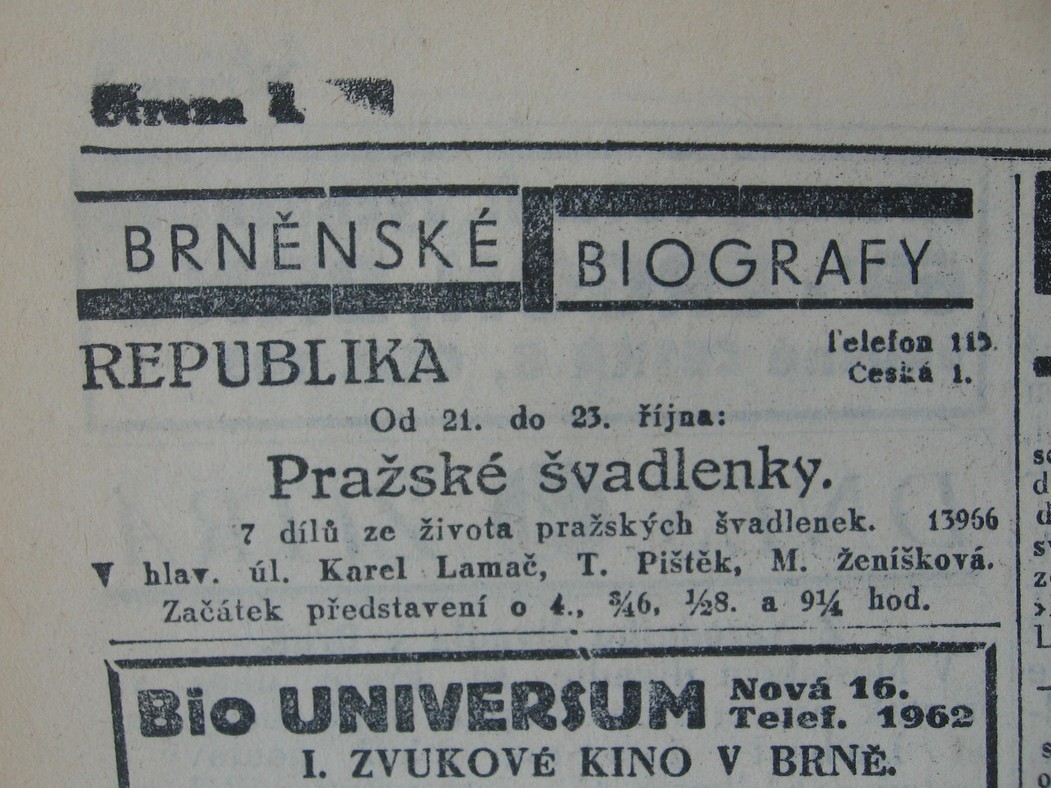 Strana
BRNĚNSKÉ BIOGRAFY
REPUBLIKA
Telefon 115.
Česká 1.
Od 21. do 23. října:
Pražské švadlenky.
7 dílů ze života pražských švadlenek. 13966
V hlav. úl. Karel Lamač, T. Pištěk, M. Ženíšková.
Začátek představení o 4., ¾6, ½8. a 9¼ hod.
Bio UNIVERSUM
Nová 16.
Telef. 1962
I. ZVUKOVÉ KINO V BRNĚ.